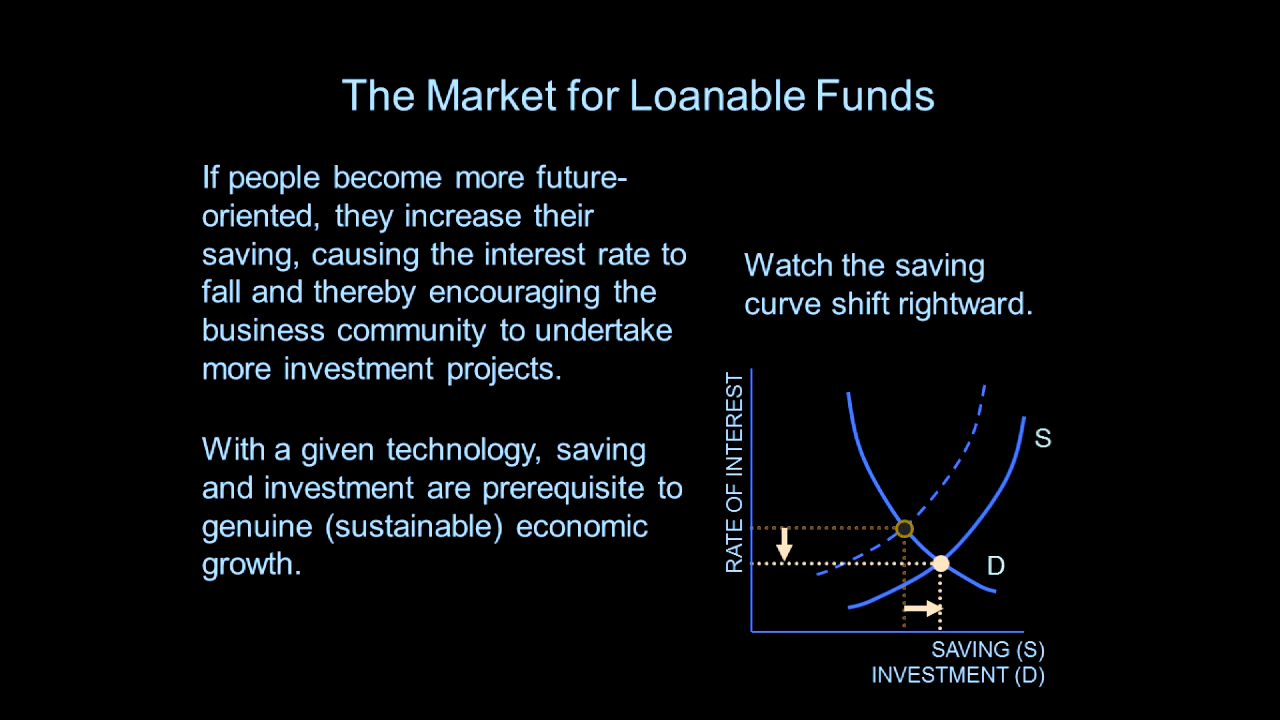 The Market for Loanable Funds
If people become more future-
oriented, they increase their
saving, causing the interest rate to
fall and thereby encouraging the
business community to undertake
more investment projects.
With a given technology, saving
and investment are prerequisite to
genuine (sustainable) economic
growth.
Watch the saving
curve shift rightward.
RATE OF INTEREST
S
D
SAVING (S)
INVESTMENT (D)